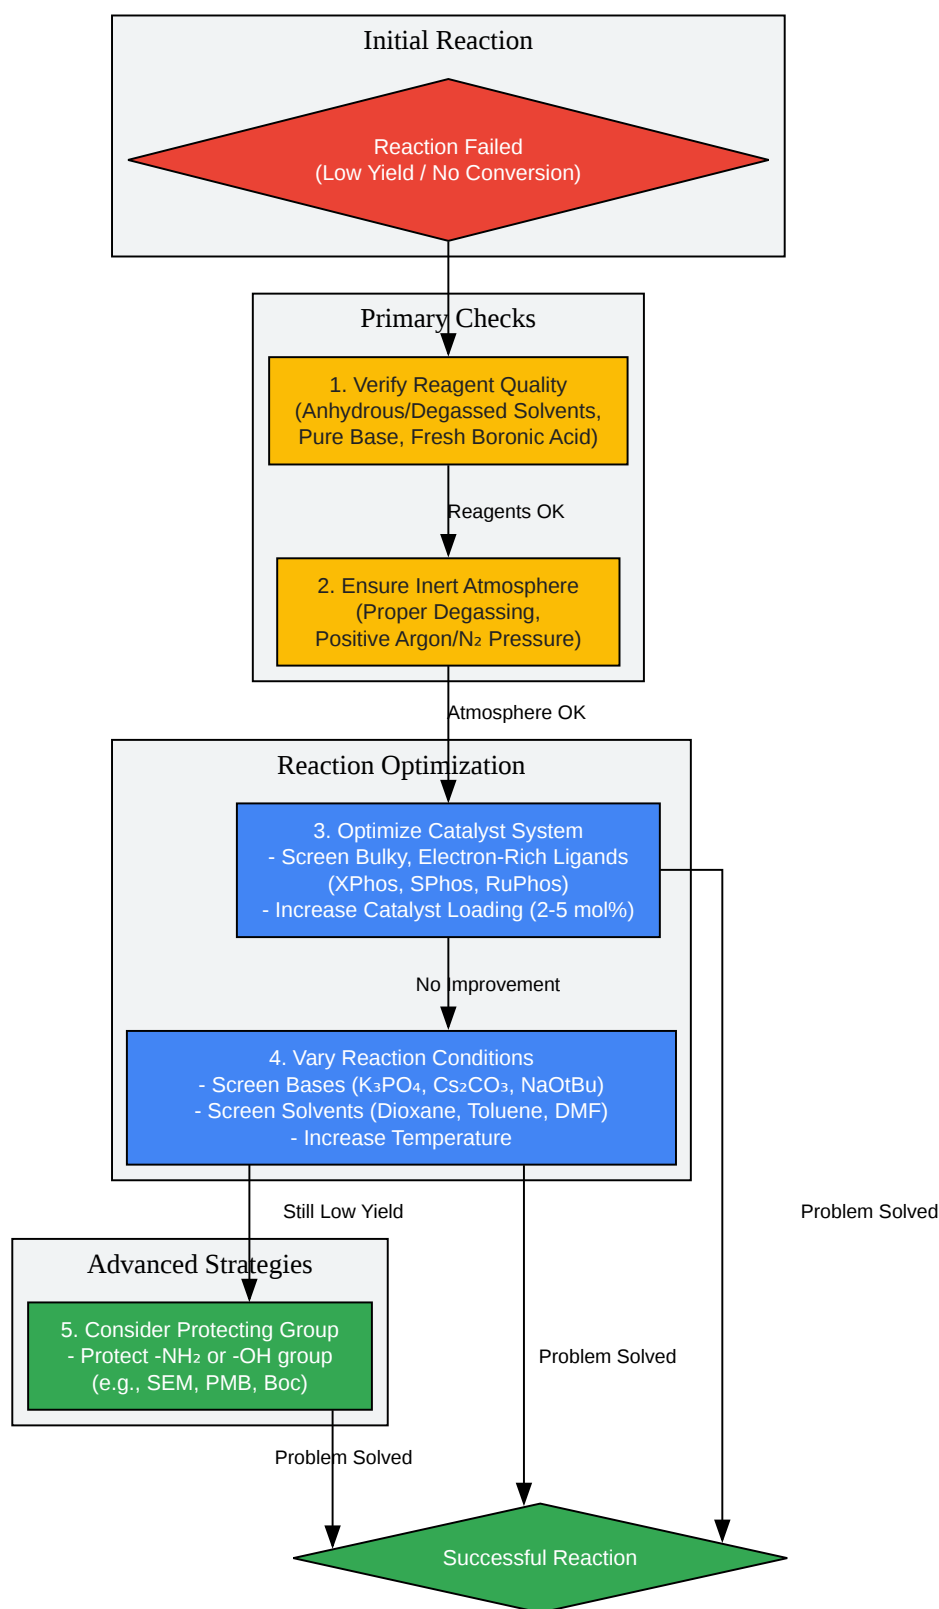 Initial Reaction
Reaction Failed
(Low Yield / No Conversion)
Primary Checks
1. Verify Reagent Quality
(Anhydrous/Degassed Solvents,
Pure Base, Fresh Boronic Acid)
Reagents OK
2. Ensure Inert Atmosphere
(Proper Degassing,
Positive Argon/N₂ Pressure)
Atmosphere OK
Reaction Optimization
3. Optimize Catalyst System
- Screen Bulky, Electron-Rich Ligands
(XPhos, SPhos, RuPhos)
- Increase Catalyst Loading (2-5 mol%)
No Improvement
4. Vary Reaction Conditions
- Screen Bases (K₃PO₄, Cs₂CO₃, NaOtBu)
- Screen Solvents (Dioxane, Toluene, DMF)
- Increase Temperature
Still Low Yield
Problem Solved
Advanced Strategies
5. Consider Protecting Group
- Protect -NH₂ or -OH group
(e.g., SEM, PMB, Boc)
Problem Solved
Problem Solved
Successful Reaction